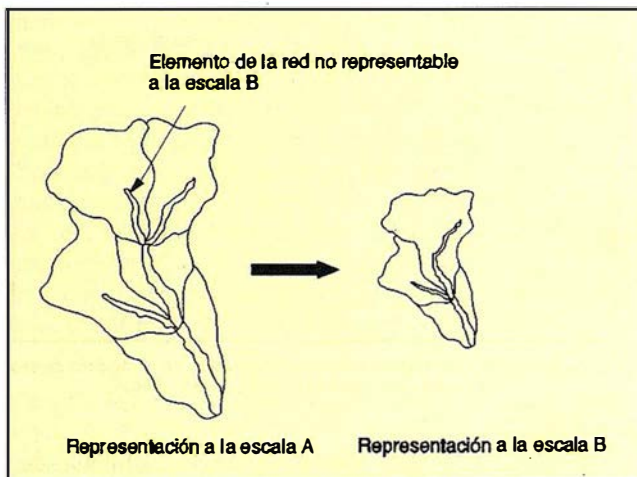 Elemento de la red no representable
a la escala B
Representación a la escala A
Representación a la escala B